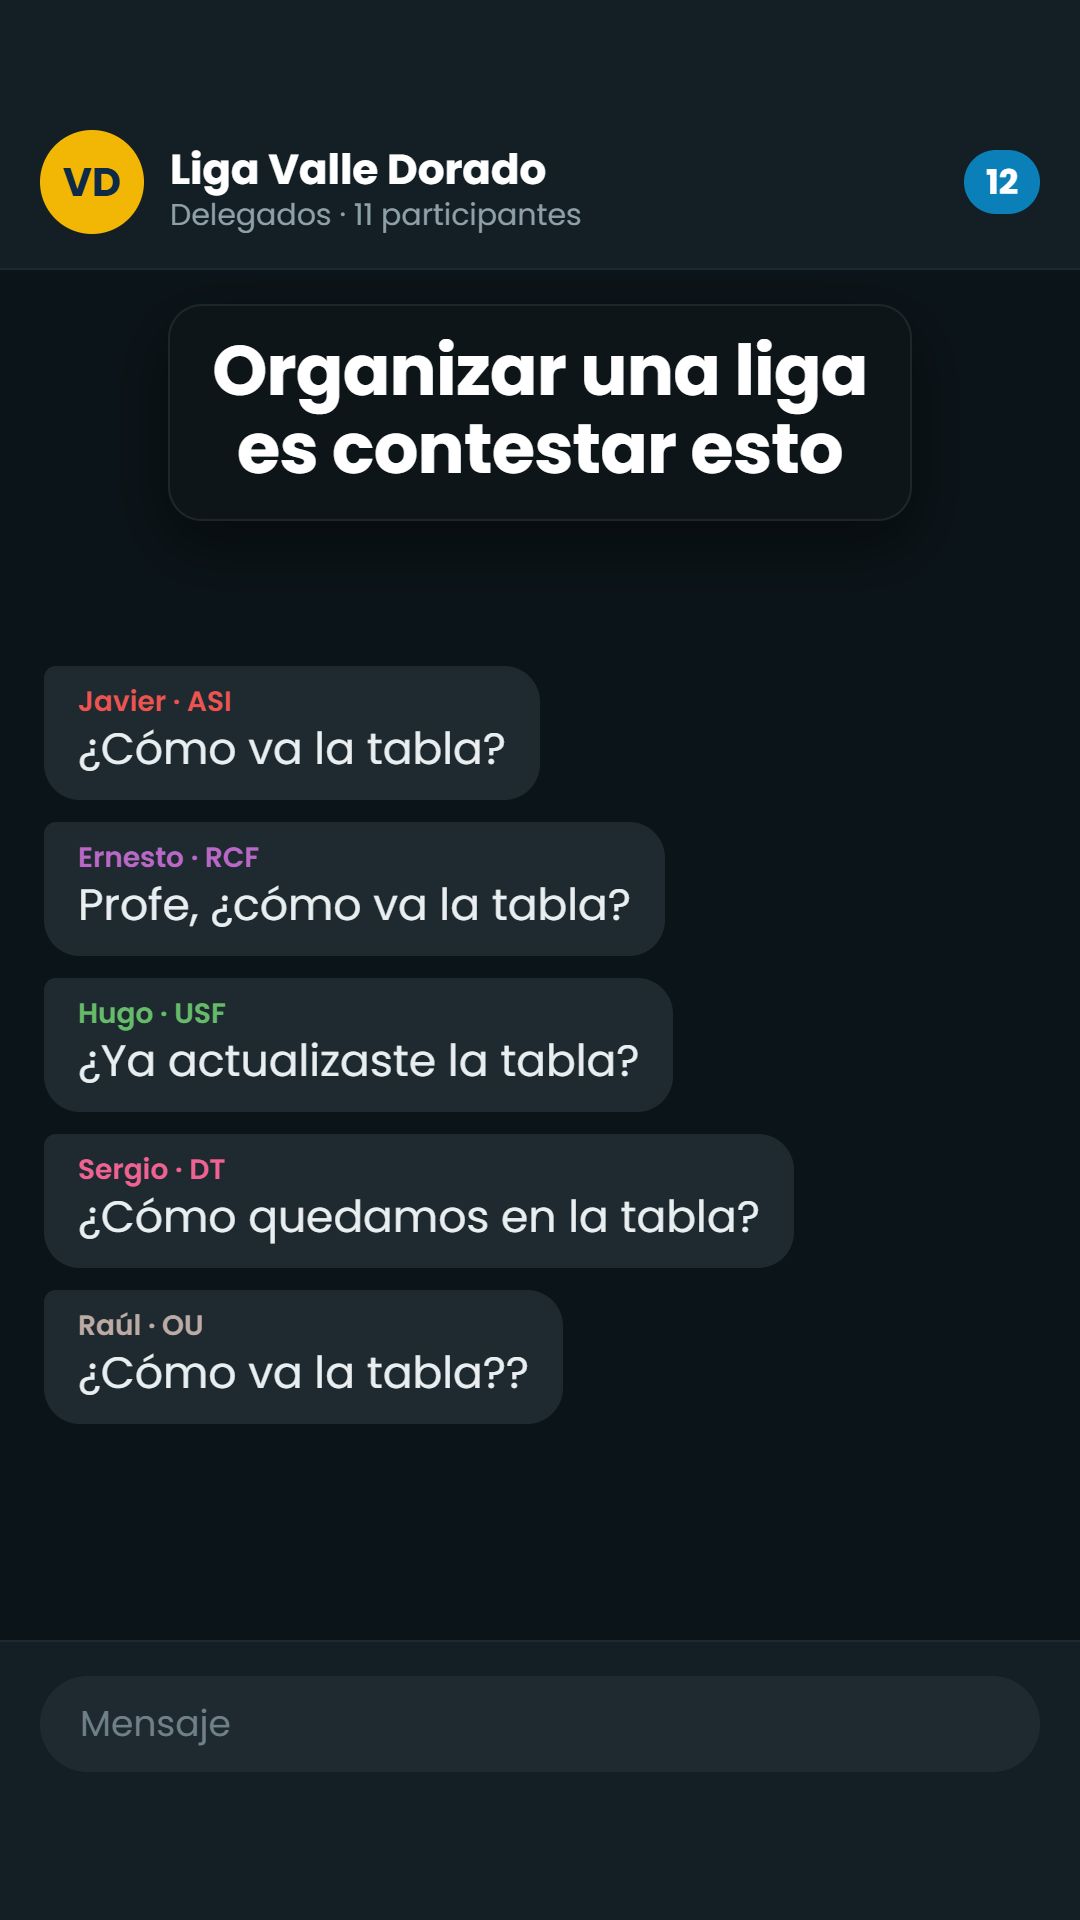 VD
Liga Valle Dorado
Delegados · 11 participantes
12
Organizar una liga
es contestar esto
Javier · ASI
¿Cómo va la tabla?
Ernesto · RCF
Profe, ¿cómo va la tabla?
Hugo · USF
¿Ya actualizaste la tabla?
Sergio · DT
¿Cómo quedamos en la tabla?
Raúl · OU
¿Cómo va la tabla??
Mensaje